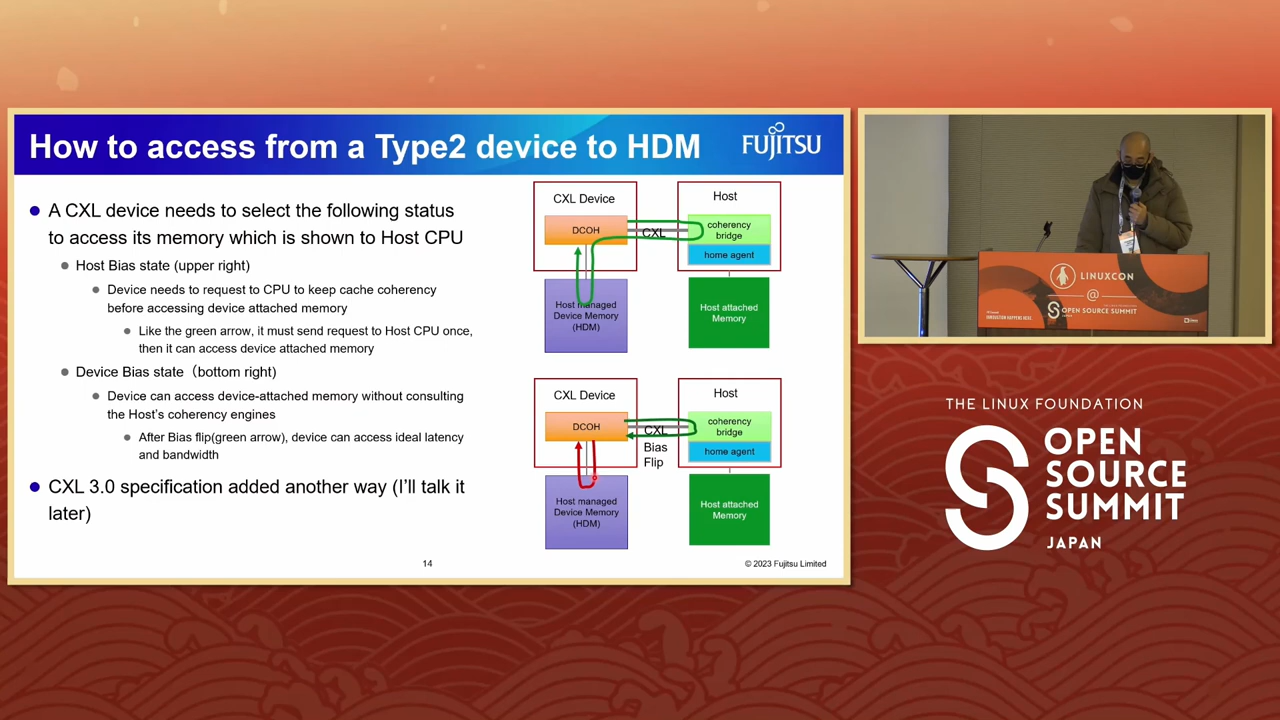 How to access from a Type2 device to HDM
FUJITSU
A CXL device needs to select the following status
to access its memory which is shown to Host CPU
Host Bias state (upper right)
Device needs to request to CPU to keep cache coherency
before accessing device attached memory
Like the green arrow, it must send request to Host CPU once,
then it can access device attached memory
Device Bias state（bottom right)
Device can access device-attached memory without consulting
the Host's coherency engines
After Bias flip(green arrow), device can access ideal latency
and bandwidth
CXL 3.0 specification added another way (I'll talk it
later)
CXL Device
Host
DCOH
CXL
coherency
bridge
home agent
Host managed
Device Memory
(HDM)
Host attached
Memory
CXL Device
Host
DCOH
CXL
Bias
Flip
coherency
bridge
home agent
Host managed
Device Memory
(HDM)
Host attached
Memory
14
© 2023 Fujitsu Limited
LINUXCON
@
OPEN SOURCE SUMMIT
THE LINUX FOUNDATION
OPEN
SOURCE
SUMMIT
JAPAN